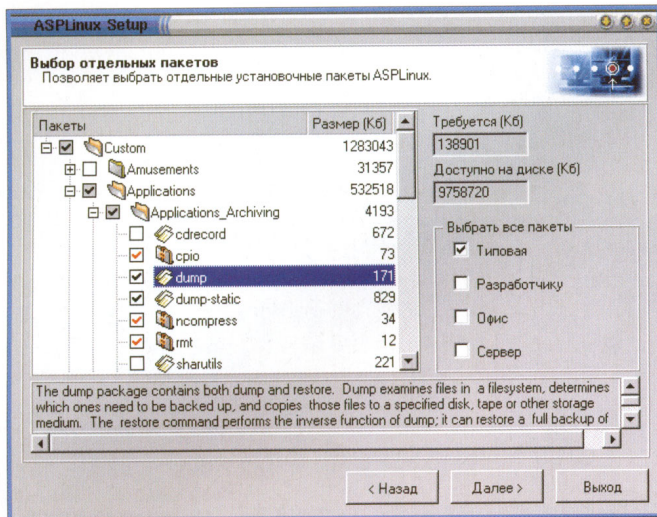 ASPLinux Setup
Выбор отдельных пакетов
Позволяет выбрать отдельные установочные пакеты ASPLinux.
Пакеты Размер (Кб)
Custom 1283043
Amusements 31357
Applications 532518
Applications_Archiving 4193
cdrecord 672
cpio 73
dump 171
dump-static 829
ncompress 34
rmt 12
sharutils 221
Требуется (Кб)
138901
Доступно на диске (Кб)
9758720
Выбрать все пакеты
Типовая
Разработчику
Офис
Сервер
The dump package contains both dump and restore. Dump examines files in a filesystem, determines
which ones need to be backed up, and copies those files to a specified disk, tape or other storage
medium. The restore command performs the inverse function of dump; it can restore a full backup of
< Назад
Далее >
Выход